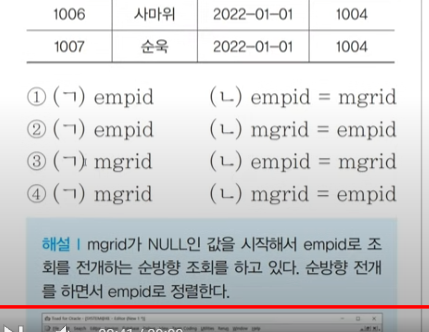 1006 사마위 2022-01-01 1004
1007 순욱 2022-01-01 1004
① (ㄱ) empid (ㄴ) empid = mgrid
② (ㄱ) empid (ㄴ) mgrid = empid
③ (ㄱ) mgrid (ㄴ) empid = mgrid
④ (ㄱ) mgrid (ㄴ) mgrid = empid
해설 | mgrid가 NULL인 값을 시작해서 empid로 조
회를 전개하는 순방향 조회를 하고 있다. 순방향 전개
를 하면서 empid로 정렬한다.